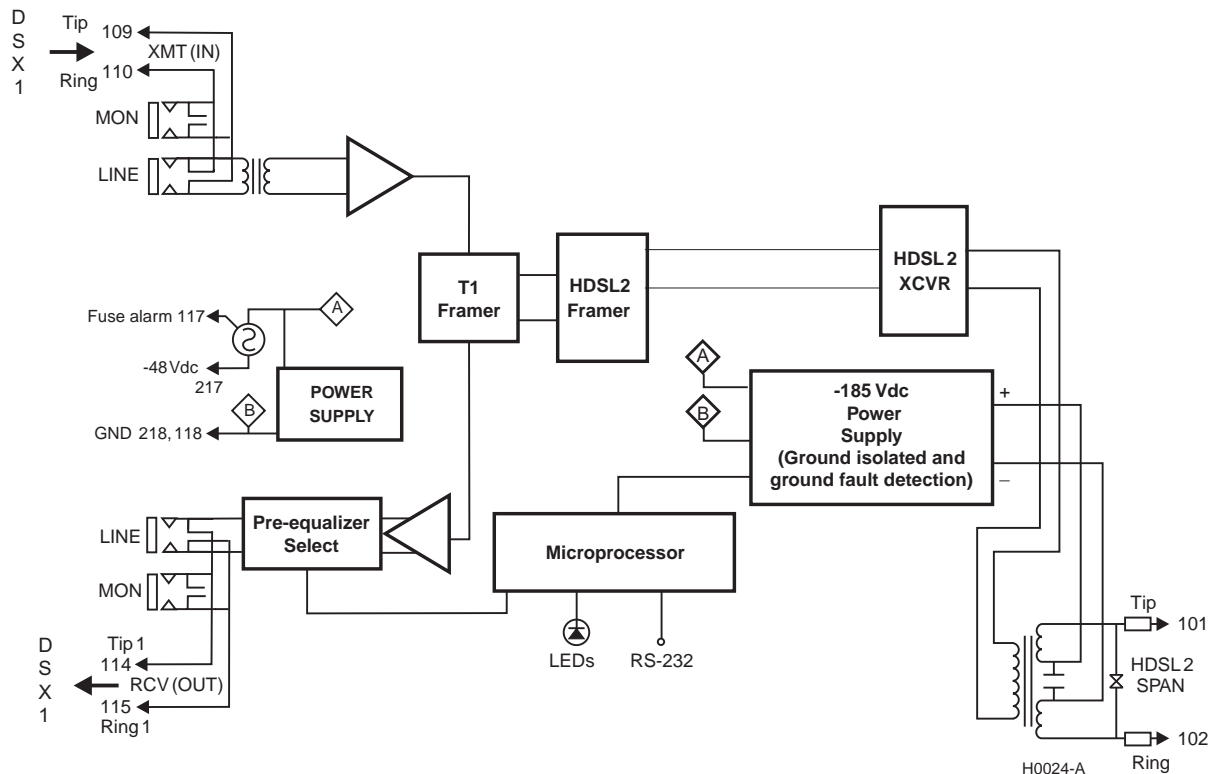 D
S
X
1
Tip
109
XMT (IN)
110
Ring
MON
LINE
T1
Framer
HDSL2
Framer
HDSL 2
XCVR
A
Fuse alarm 117
-48 Vdc
217
POWER
SUPPLY
B
GND 218, 118
A
B
-185 Vdc
Power
Supply
(Ground isolated and
ground fault detection)
+
–
LINE
Pre-equalizer
Select
Microprocessor
MON
LEDs
RS-232
D
S
X
1
Tip 1
114
RCV (OUT)
115
Ring 1
Tip
101
HDSL 2
SPAN
102
Ring
H0024-A